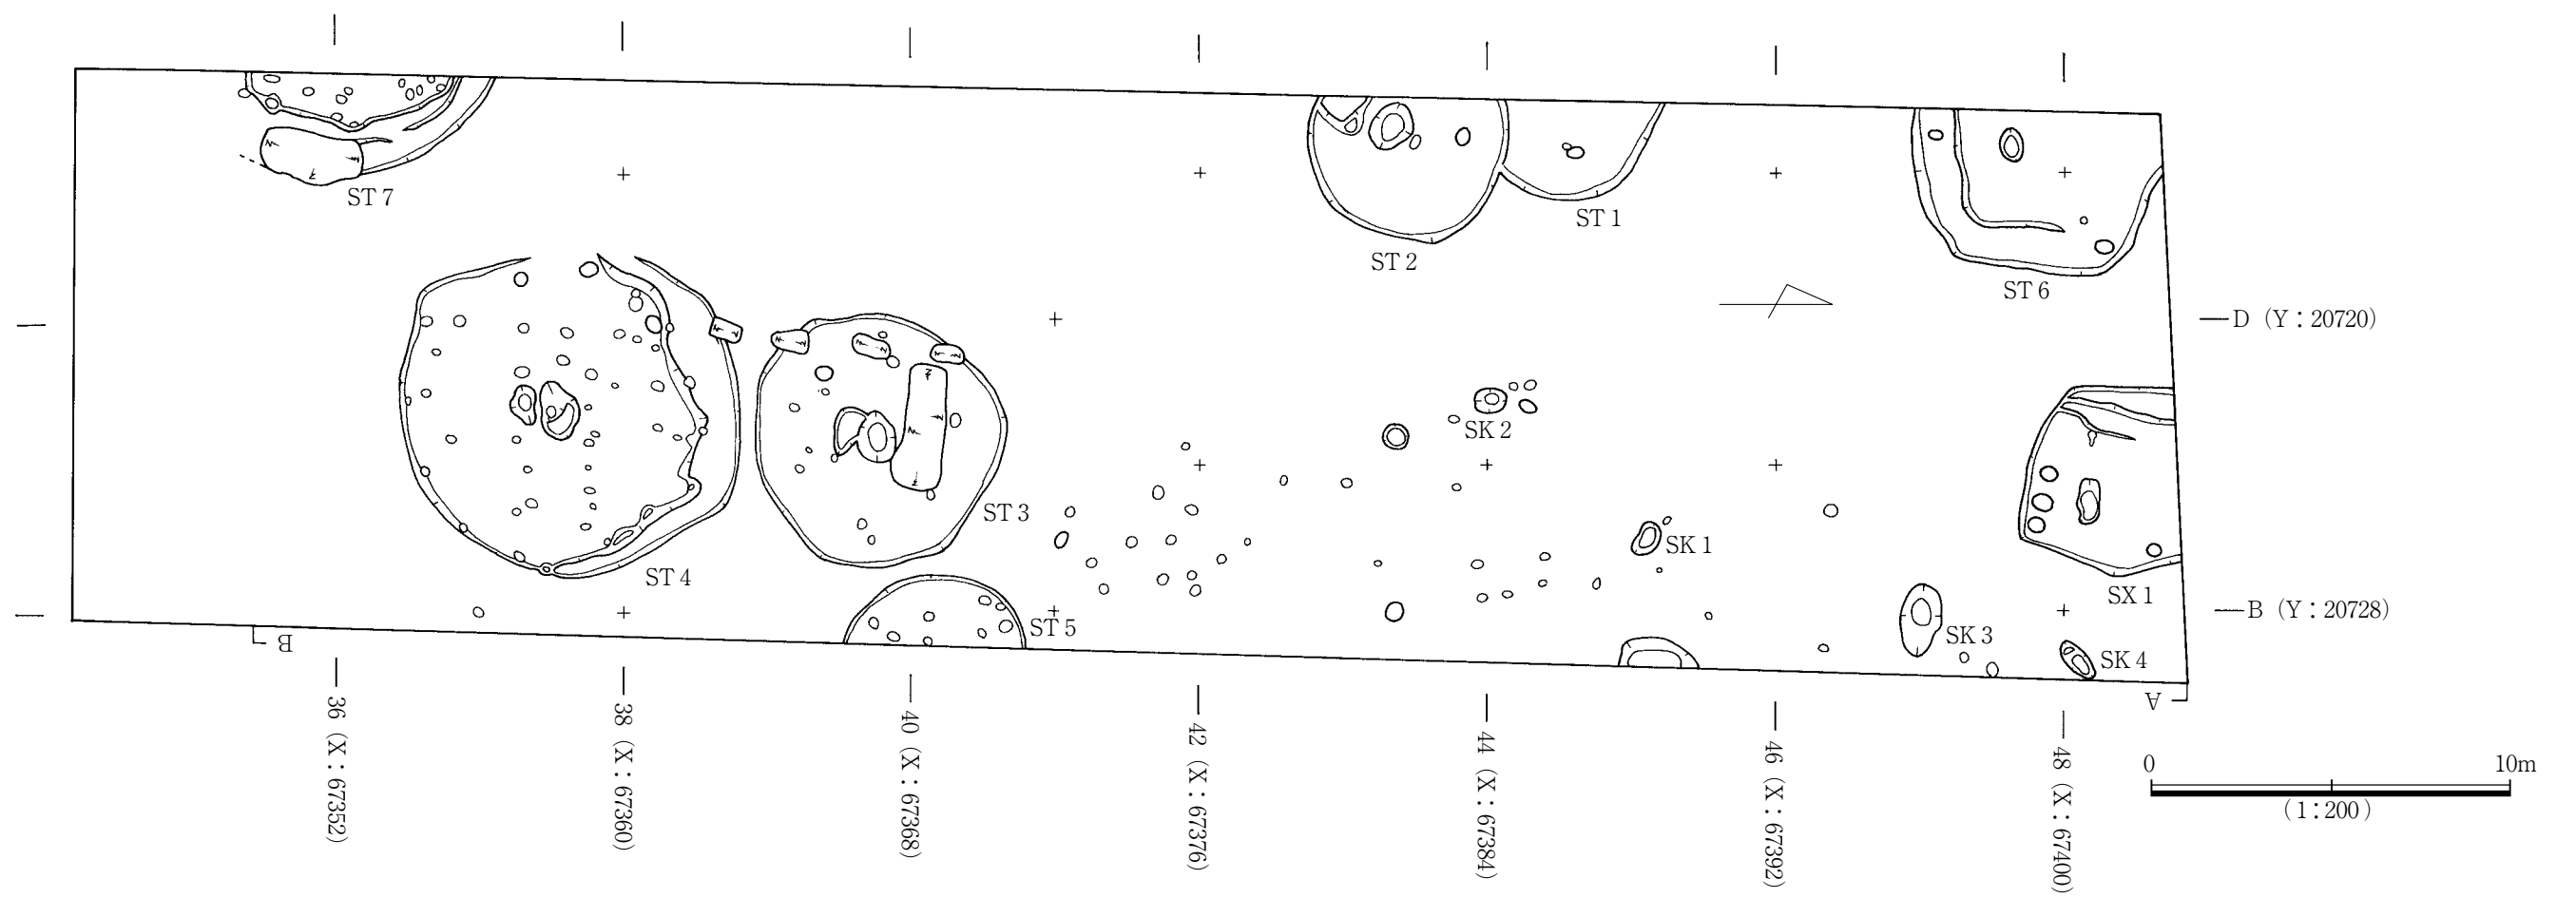 ST 7
ST 1
ST 2
ST 6
D (Y：20720)
SK 2
ST 3
SK 1
ST 4
SX 1
B (Y：20728)
ST 5
SK 3
B
SK 4
A
36 (X：67352)
38 (X：67360)
40 (X：67368)
42 (X：67376)
44 (X：67384)
46 (X：67392)
48 (X：67400)
0 10m
(1：200)